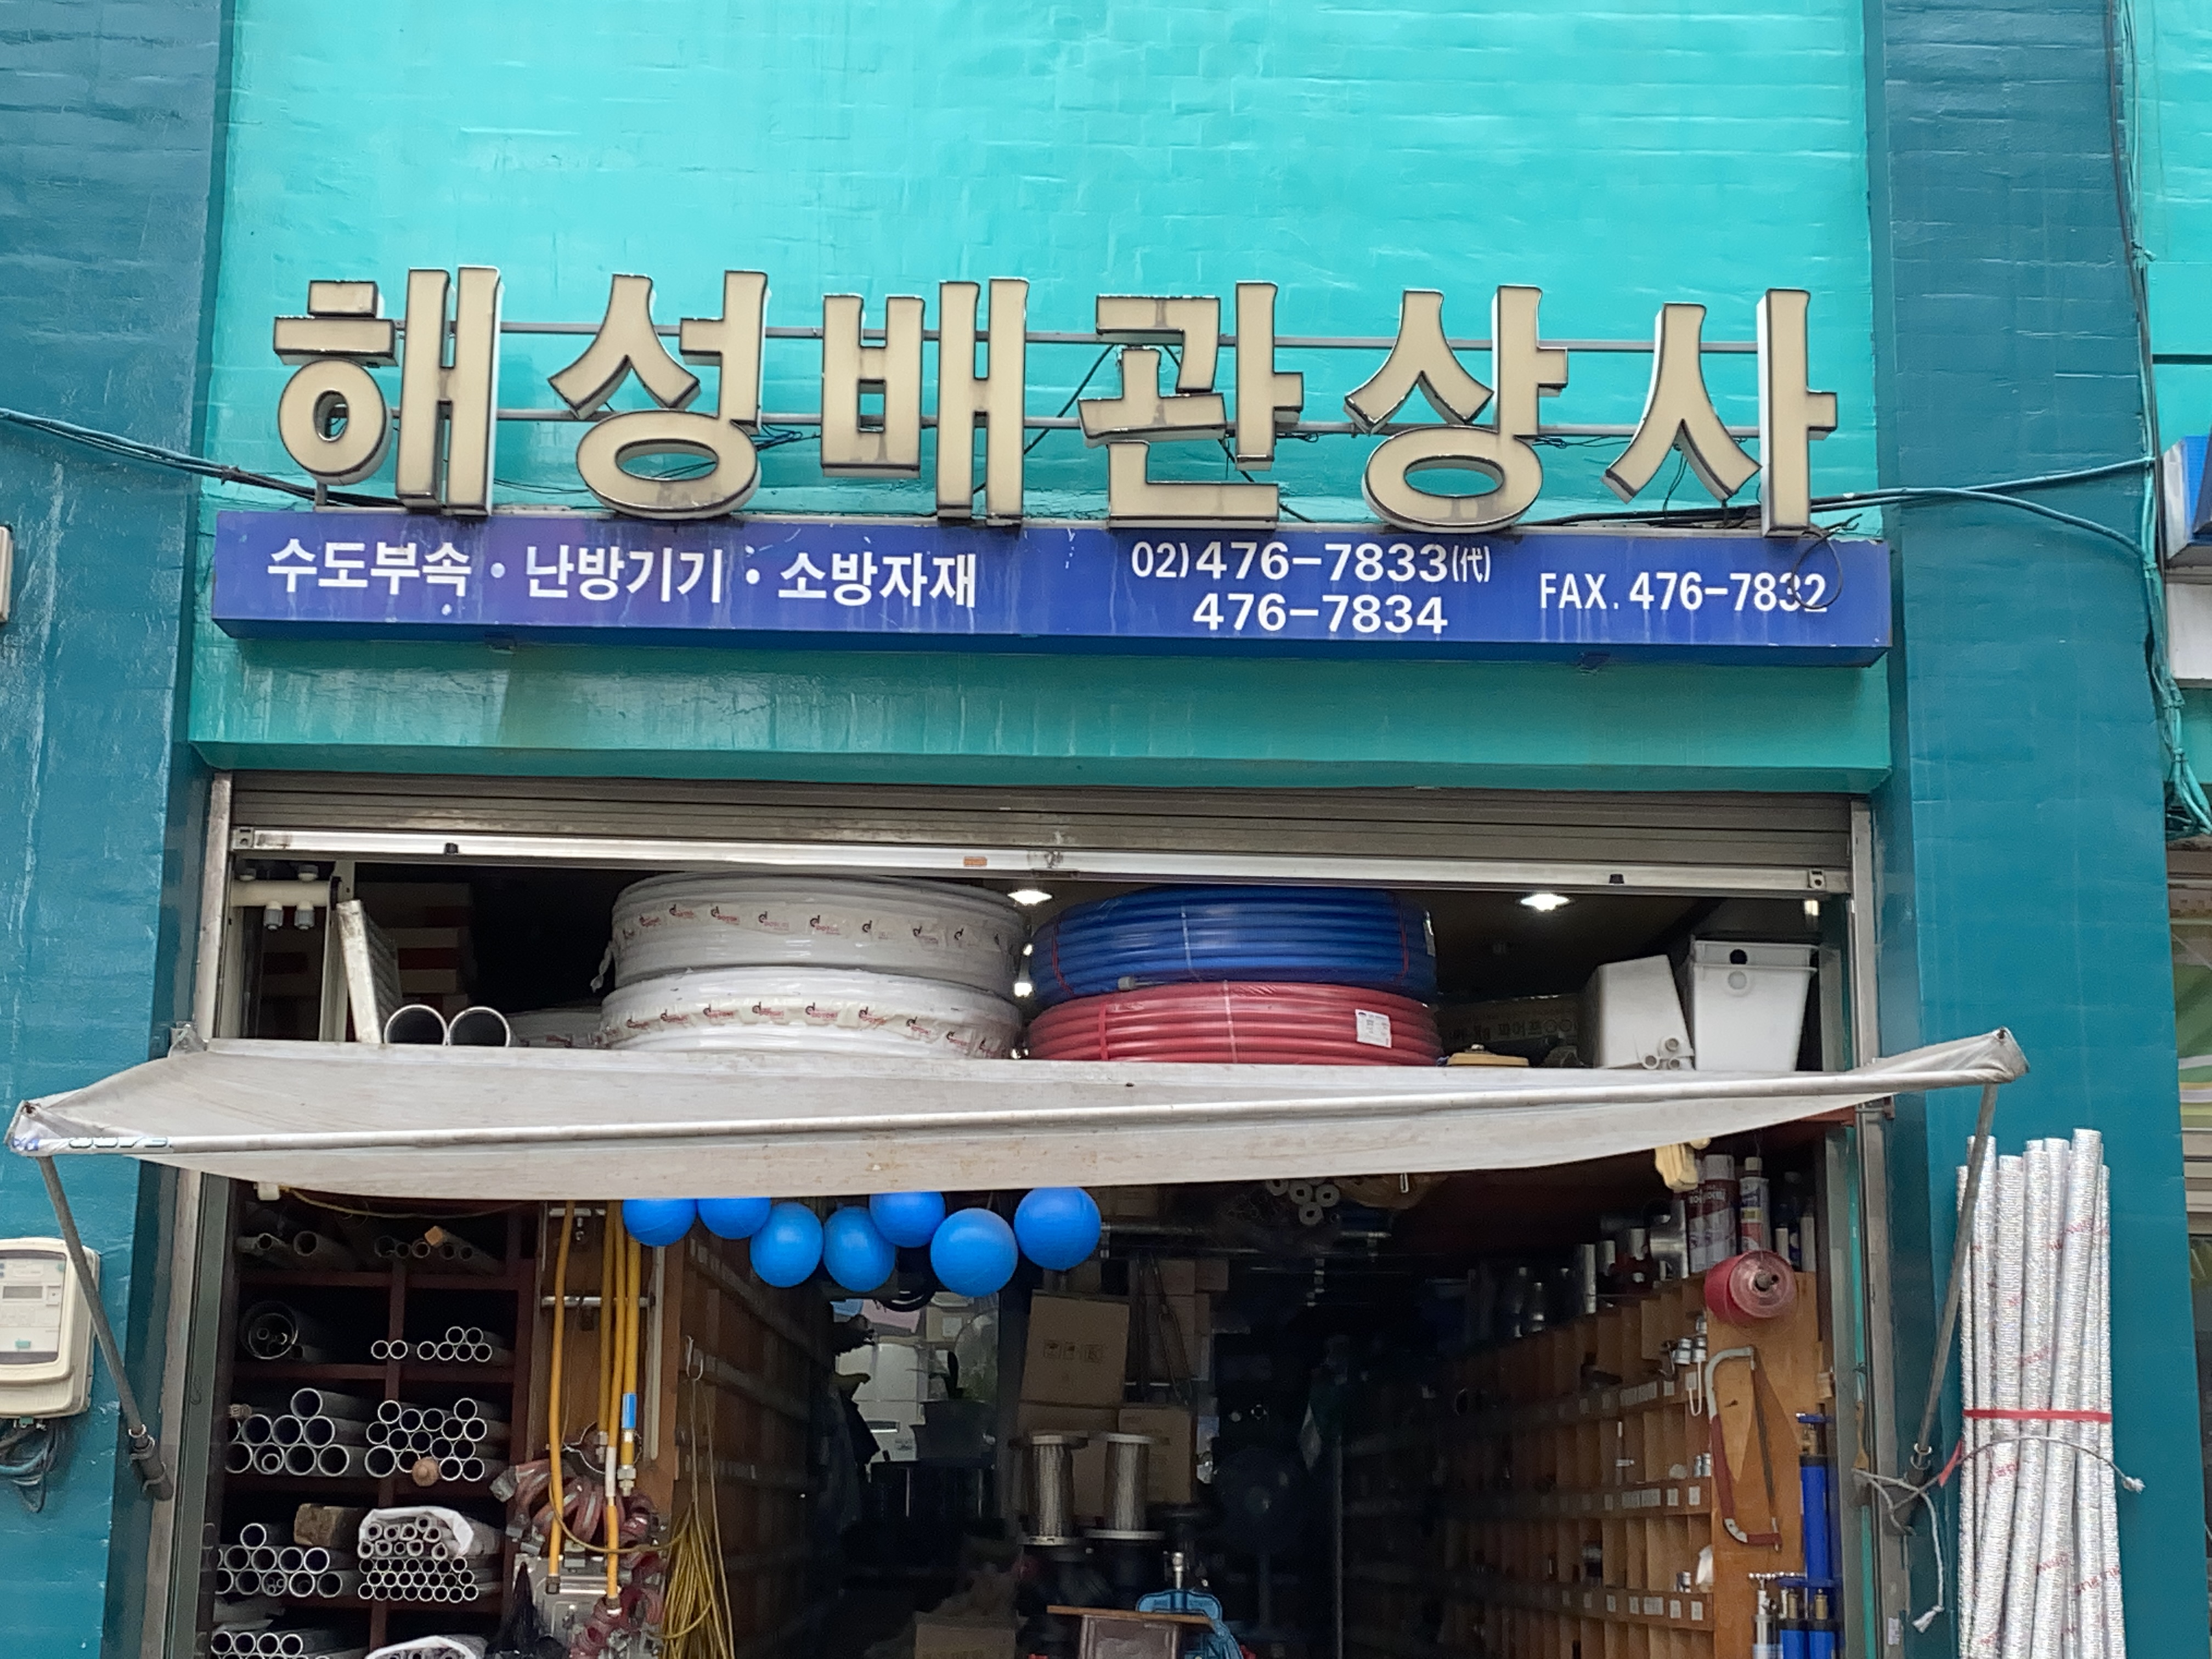 해성배관상사
수도부속 · 난방기기 · 소방자재
02)476-7833(代)
476-7834
FAX. 476-7832